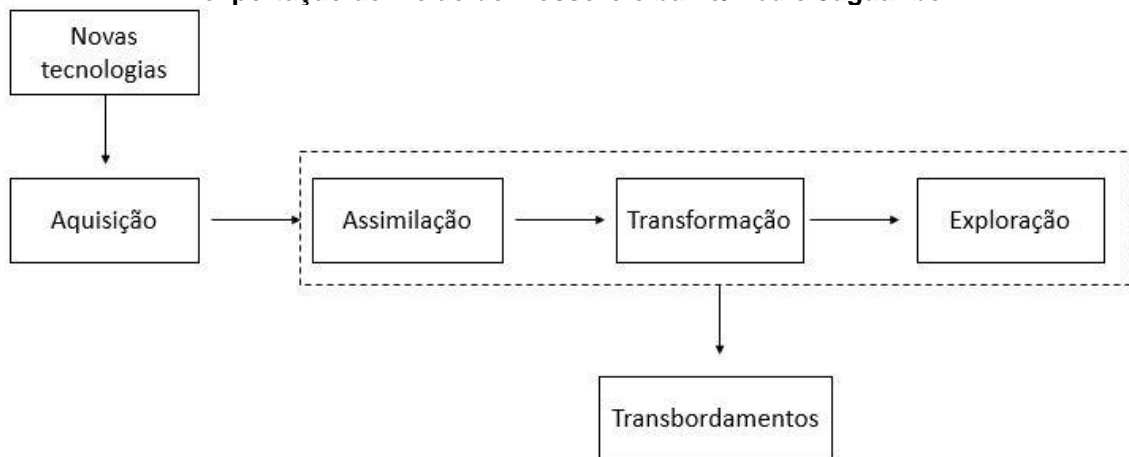 Novas
tecnologias
Aquisição
Assimilação
Transformação
Exploração
Transbordamentos